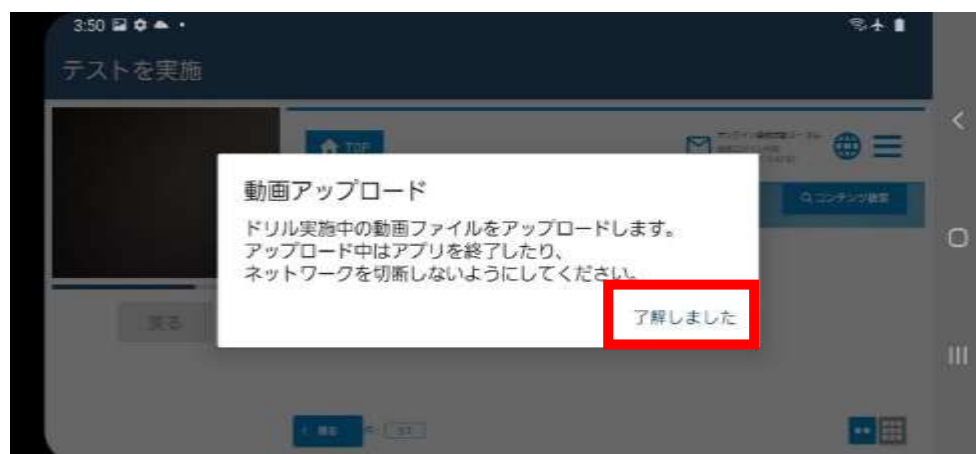 3:50
テストを実施
TOP
コンテンツ検索
動画アップロード
ドリル実施中の動画ファイルをアップロードします。
アップロード中はアプリを終了したり、
ネットワークを切断しないようにしてください。
了解しました
戻る
戻る